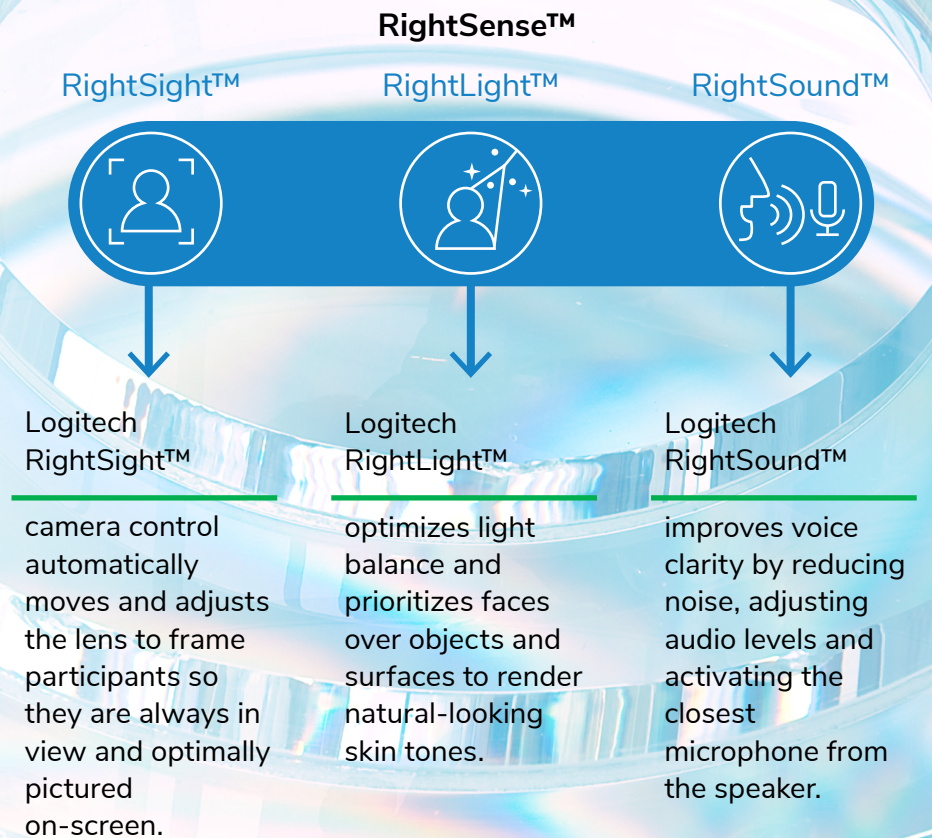 RightSense™
RightSight™
RightLight™
RightSound™
Logitech
RightSight™
camera control
automatically
moves and adjusts
the lens to frame
participants so
they are always in
view and optimally
pictured
on-screen.
Logitech
RightLight™
optimizes light
balance and
prioritizes faces
over objects and
surfaces to render
natural-looking
skin tones.
Logitech
RightSound™
improves voice
clarity by reducing
noise, adjusting
audio levels and
activating the
closest
microphone from
the speaker.